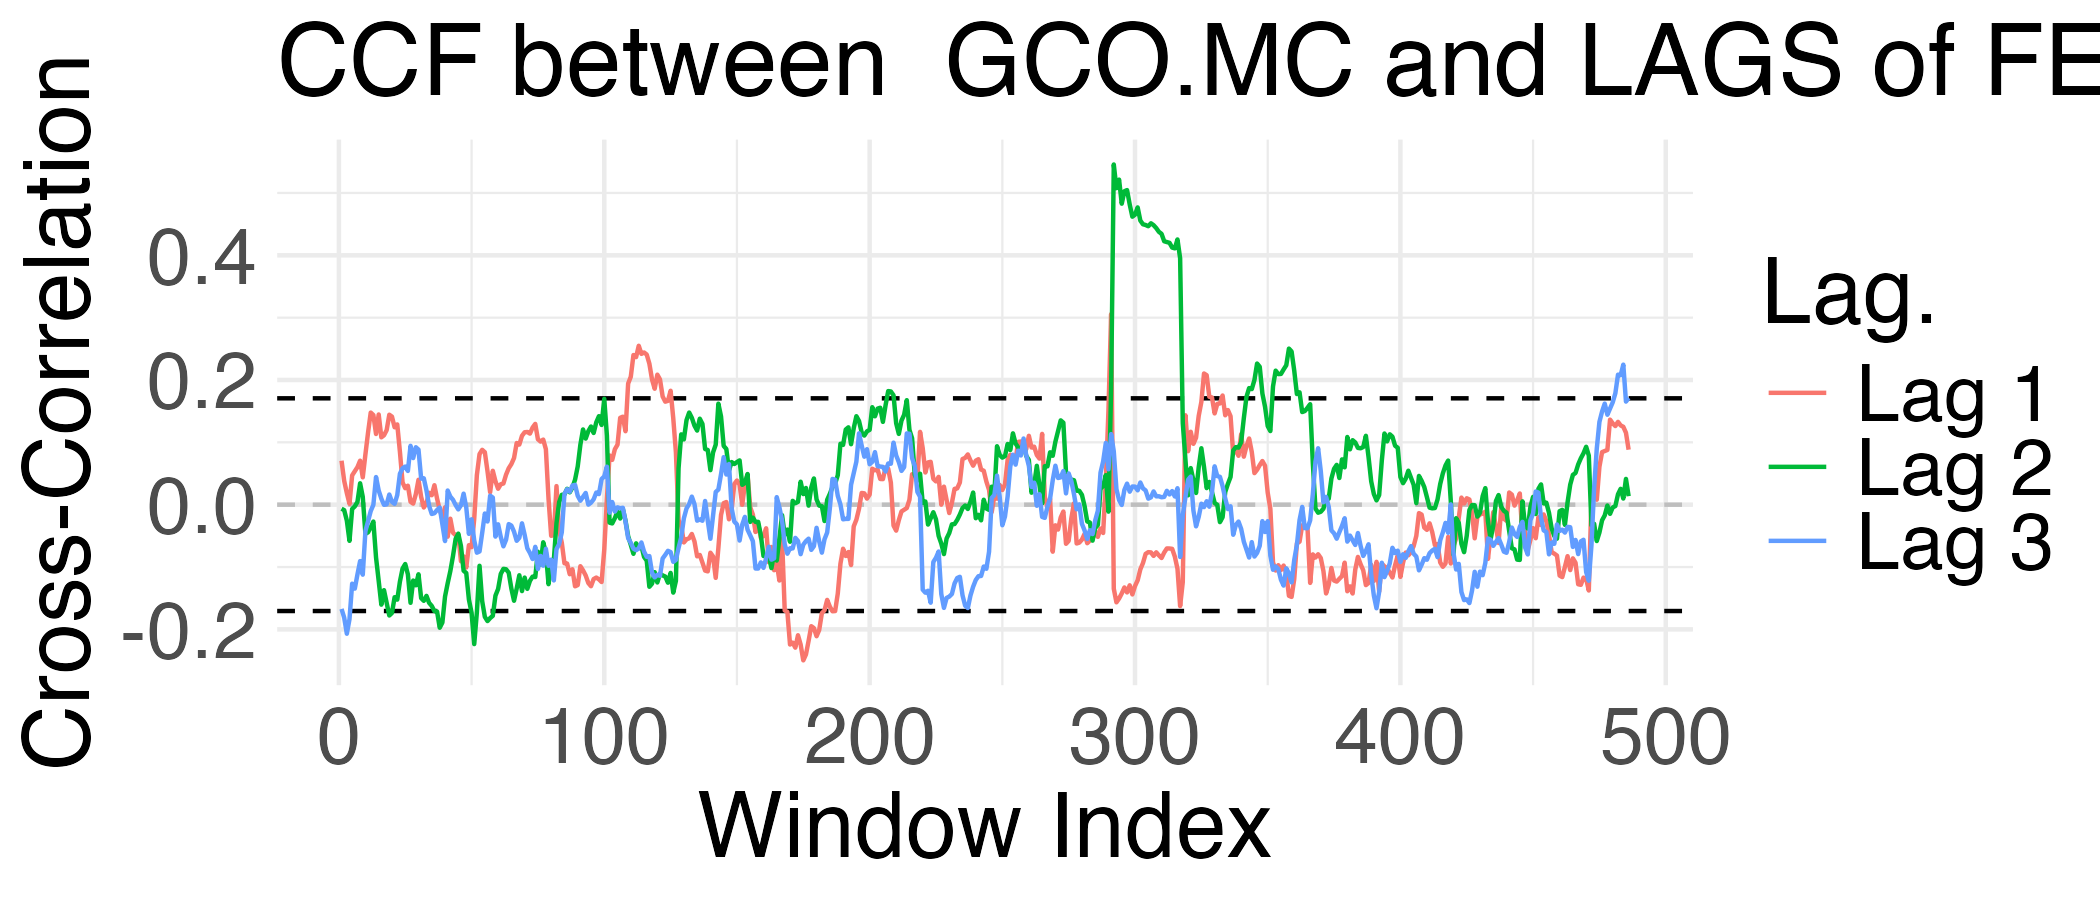 CCF between  GCO.MC and LAGS of FE
Cross-Correlation
0.4
0.2
0.0
-0.2
0 100 200 300 400 500
Window Index
Lag.
Lag 1
Lag 2
Lag 3